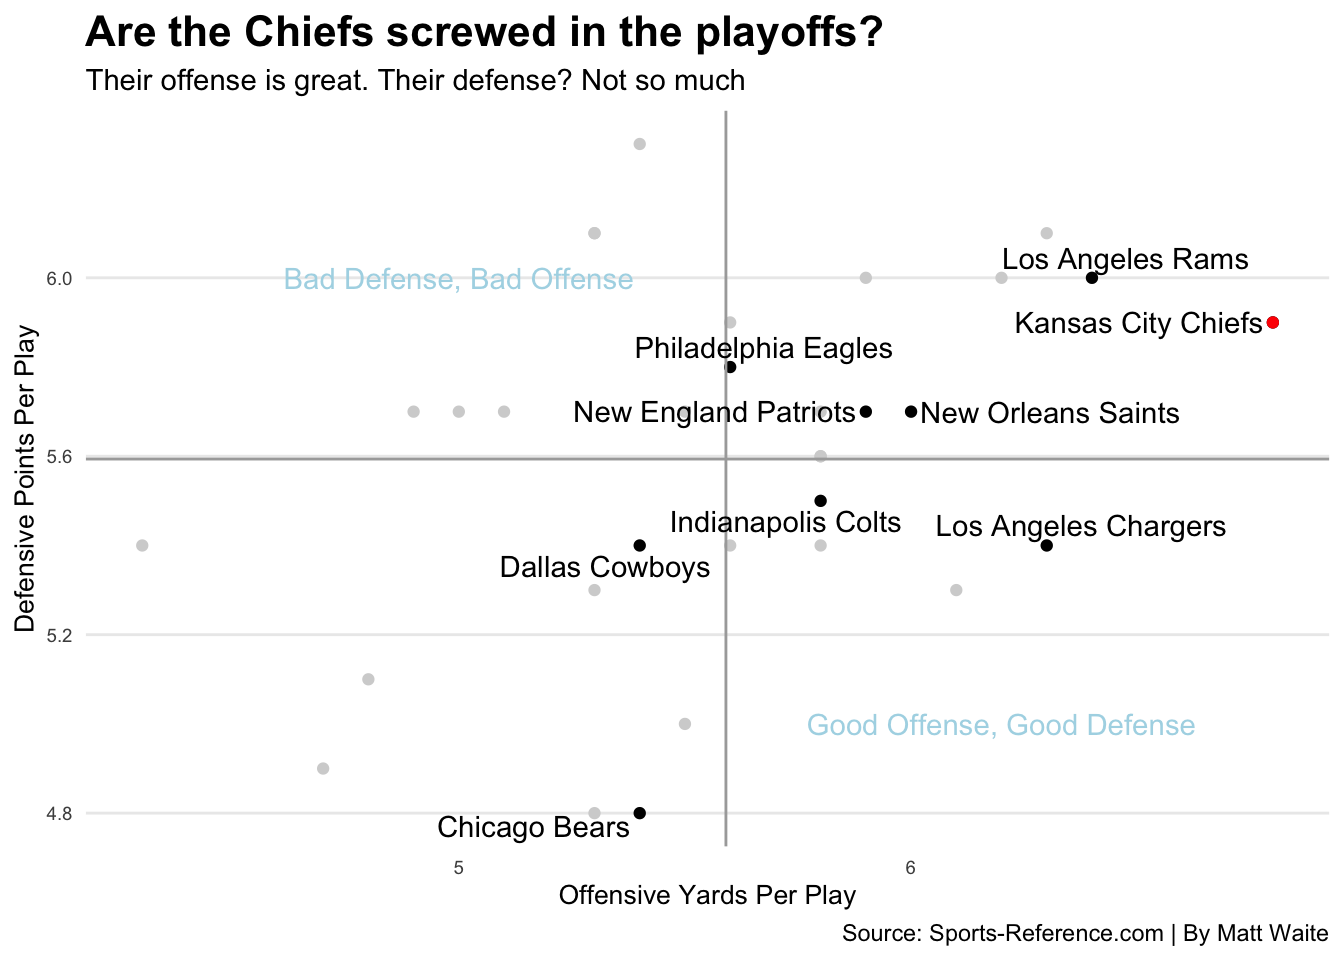 Are the Chiefs screwed in the playoffs?
Their offense is great. Their defense? Not so much
Bad Defense, Bad Offense
Los Angeles Rams
6.0
Kansas City Chiefs
Philadelphia Eagles
New England Patriots
New Orleans Saints
Defensive Points Per Play
5.6
Indianapolis Colts
Los Angeles Chargers
Dallas Cowboys
5.2
Good Offense, Good Defense
4.8
Chicago Bears
5
6
Offensive Yards Per Play
Source: Sports-Reference.com | By Matt Waite